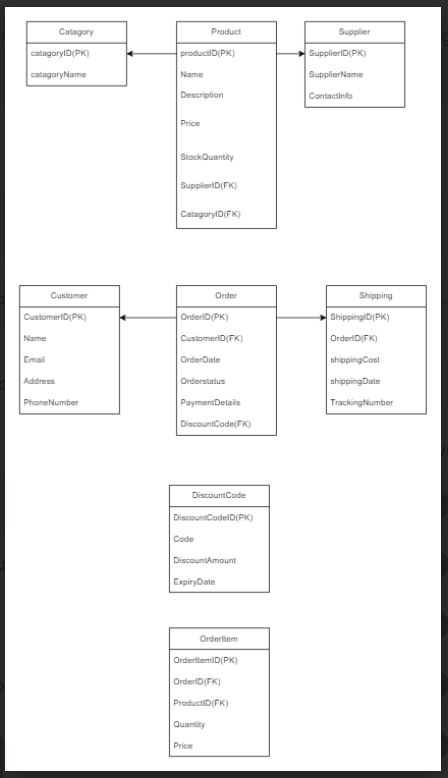 Catagory
catagoryID(PK)
catagoryName
Product
productID(PK)
Name
Description
Price
StockQuantity
SupplierID(FK)
CatagoryID(FK)
Supplier
SupplierID(PK)
SupplierName
ContactInfo
Customer
CustomerID(PK)
Name
Email
Address
PhoneNumber
Order
OrderID(PK)
CustomerID(FK)
OrderDate
Orderstatus
PaymentDetails
DiscountCode(FK)
Shipping
ShippingID(PK)
OrderID(FK)
shippingCost
shippingDate
TrackingNumber
DiscountCode
DiscountCodeID(PK)
Code
DiscountAmount
ExpiryDate
OrderItem
OrderItemID(PK)
OrderID(FK)
ProductID(FK)
Quantity
Price